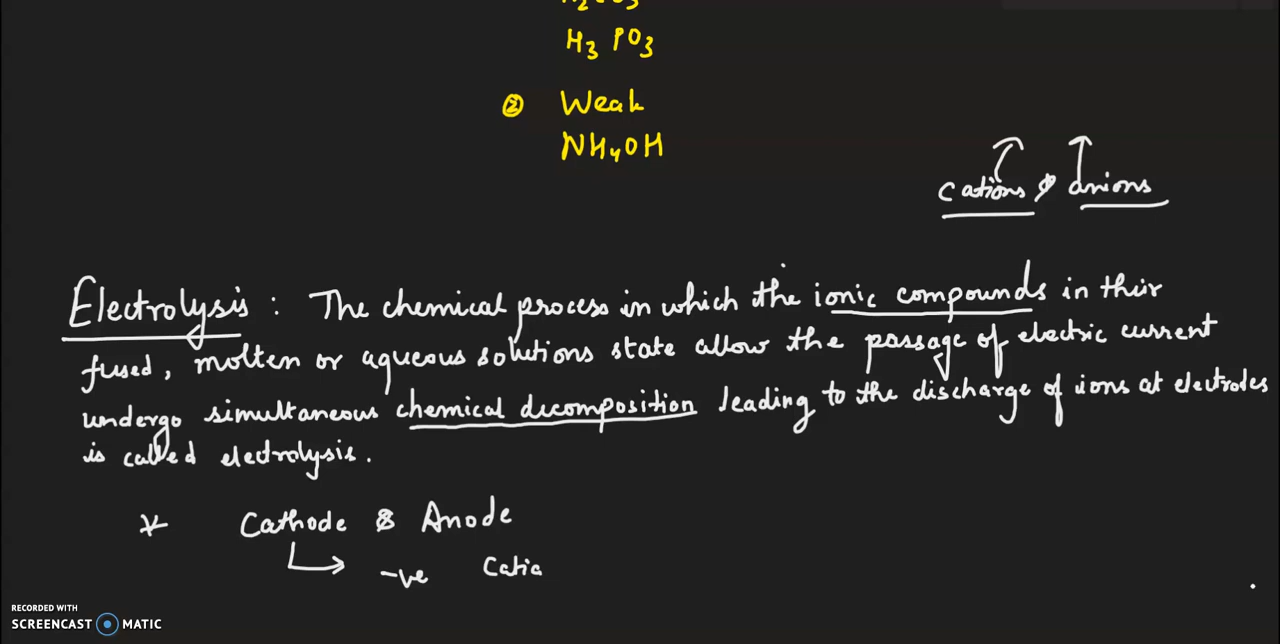 H3 PO3
② Weak
NH4OH
cations & anions
Electrolysis : The chemical process in which the ionic compounds in their
fused, molten or aqueous solutions state allow the passage of electric current
undergo simultaneous chemical decomposition leading to the discharge of ions at electrodes
is called electrolysis.
* Cathode & Anode
-ve Catio
RECORDED WITH
SCREENCAST MATIC